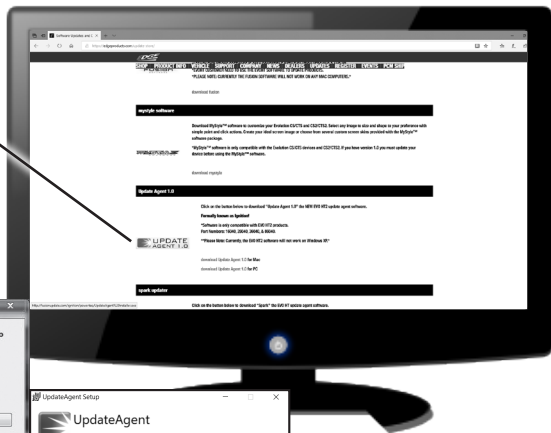 Software Updates and I
https://edgeproducts.com/update.html
EDGE
SHOP PRODUCT INFO VEHICLE SUPPORT COMPANY NEWS DEALERS UPDATES REGISTER EVENTS PCM SHIP
*PLEASE NOTE: CURRENTLY THE FUSION SOFTWARE WILL NOT WORK ON ANY MAC COMPUTERS.*
download fusion
mystyle software
Download MyStyle™ software to customize your Evolution CS/CTS and CS2/CTS2. Select any image to size and shape to your preference with
simple point and click actions. Create your ideal screen image or choose from several custom screen skins provided with the MyStyle™
software package.
*MyStyle™ software is only compatible with the Evolution CS/CTS devices and CS2/CTS2. If you have version 1.0 you must update your
device before using the MyStyle™ software.
download mystyle
Update Agent 1.0
Click on the button below to download "Update Agent 1.0" the NEW EVO HT2 update agent software.
Formally known as Ignition!
*Software is only compatible with EVO HT2 products.
Part Numbers: 16040, 26040, 36040, &
**Please Note: Currently, the EVO HT2 software will not work on Windows XP.*
UPDATE
AGENT 1.0
download Update Agent 1.0 for Mac
download Update Agent 1.0 for PC
spark updater
Click on the button below to download "Spark" the EVO HT update agent software.
X
UpdateAgent Setup
UpdateAgent